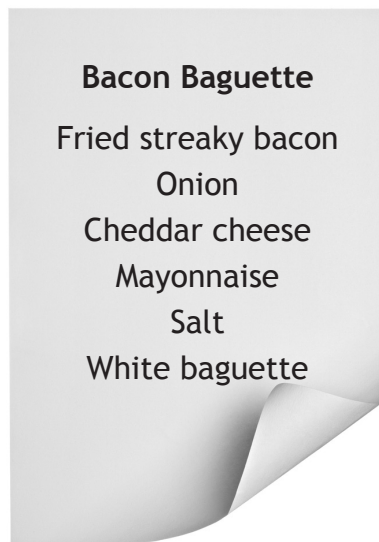 Bacon Baguette
Fried streaky bacon
Onion
Cheddar cheese
Mayonnaise
Salt
White baguette